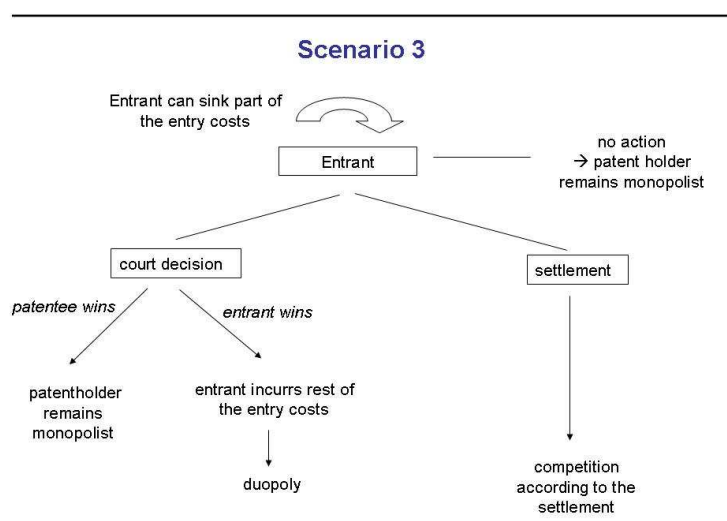 Scenario 3
Entrant can sink part of
the entry costs
Entrant
no action
→ patent holder
remains monopolist
court decision
settlement
patentee wins
entrant wins
patentholder
remains
monopolist
entrant incurrs rest of
the entry costs
duopoly
competition
according to the
settlement